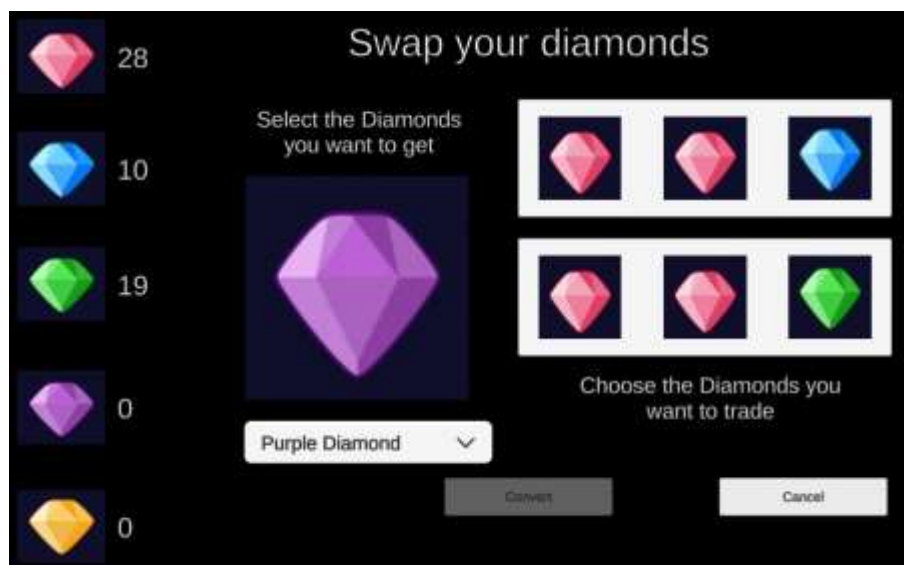 Swap your diamonds
28
10
19
0
0
Select the Diamonds
you want to get
Purple Diamond
Choose the Diamonds you
want to trade
Convert
Cancel